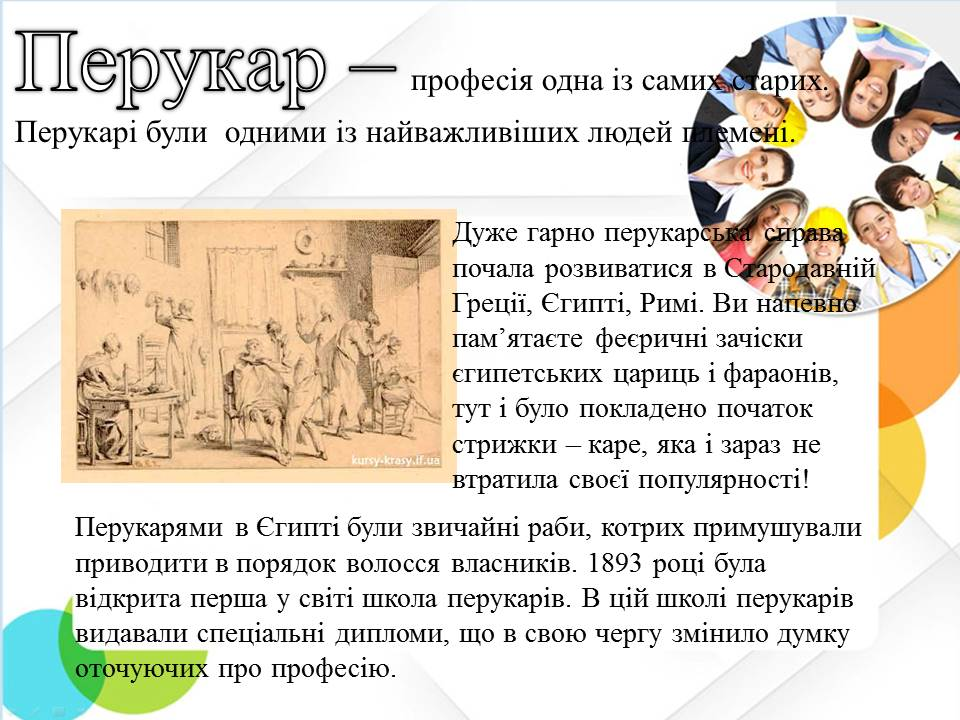 Перукар – професія одна із самих старих.
Перукарі були одними із найважливіших людей племені.
Дуже гарно перукарська справа
почала розвиватися в Стародавній
Греції, Єгипті, Римі. Ви напевно
пам’ятаєте феєричні зачіски
єгипетських цариць і фараонів,
тут і було покладено початок
стрижки – каре, яка і зараз не
втратила своєї популярності!
kursy-krasy.if.ua
Перукарями в Єгипті були звичайні раби, котрих примушували
приводити в порядок волосся власників. 1893 році була
відкрита перша у світі школа перукарів. В цій школі перукарів
видавали спеціальні дипломи, що в свою чергу змінило думку
оточуючих про професію.